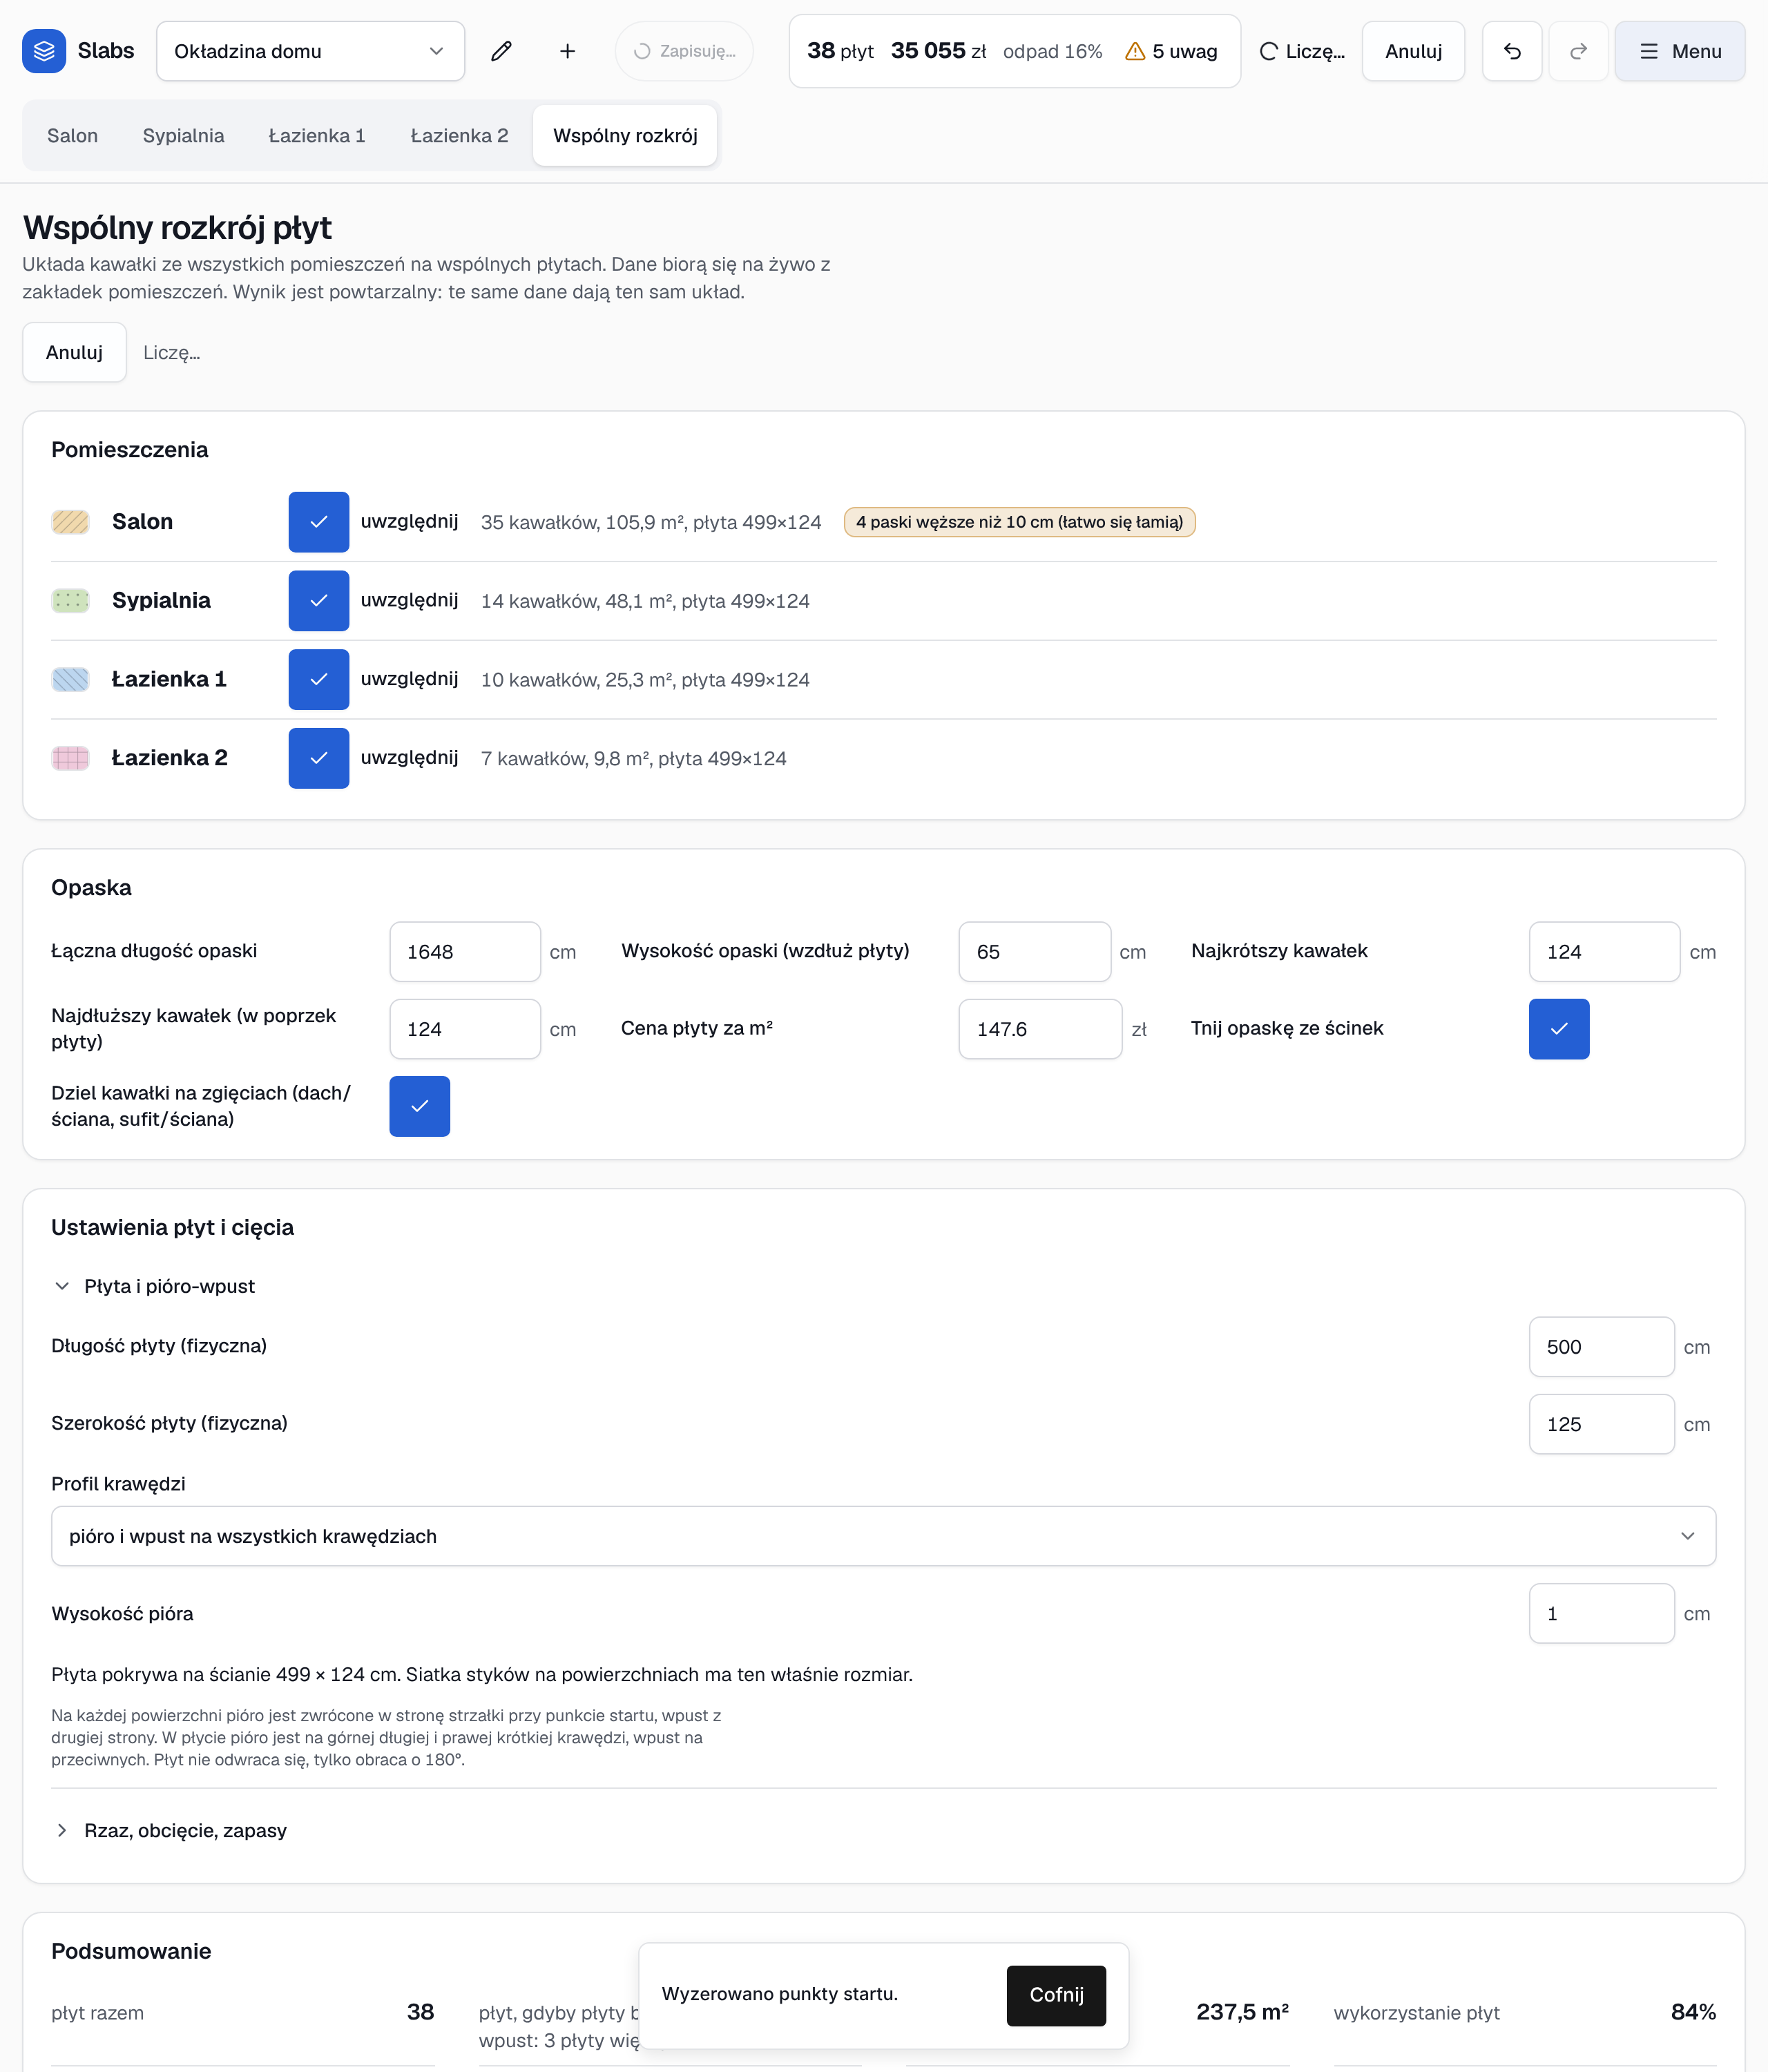 Slabs
Okładzina domu
Zapisuję...
38 płyt 35 055 zł odpad 16% 5 uwag
Liczę...
Anuluj
Menu
Salon
Sypialnia
Łazienka 1
Łazienka 2
Wspólny rozkrój
Wspólny rozkrój płyt
Układa kawałki ze wszystkich pomieszczeń na wspólnych płytach. Dane biorą się na żywo z
zakładek pomieszczeń. Wynik jest powtarzalny: te same dane dają ten sam układ.
Anuluj
Liczę...
Pomieszczenia
Salon uwzględnij 35 kawałków, 105,9 m², płyta 499×124 4 paski węższe niż 10 cm (łatwo się łamią)
Sypialnia uwzględnij 14 kawałków, 48,1 m², płyta 499×124
Łazienka 1 uwzględnij 10 kawałków, 25,3 m², płyta 499×124
Łazienka 2 uwzględnij 7 kawałków, 9,8 m², płyta 499×124
Opaska
Łączna długość opaski 1648 cm
Wysokość opaski (wzdłuż płyty) 65 cm
Najkrótszy kawałek 124 cm
Najdłuższy kawałek (w poprzek
płyty) 124 cm
Cena płyty za m² 147.6 zł
Tnij opaskę ze ścinek
Dziel kawałki na zgięciach (dach/
ściana, sufit/ściana)
Ustawienia płyt i cięcia
Płyta i pióro-wpust
Długość płyty (fizyczna) 500 cm
Szerokość płyty (fizyczna) 125 cm
Profil krawędzi
pióro i wpust na wszystkich krawędziach
Wysokość pióra 1 cm
Płyta pokrywa na ścianie 499 × 124 cm. Siatka styków na powierzchniach ma ten właśnie rozmiar.
Na każdej powierzchni pióro jest zwrócone w stronę strzałki przy punkcie startu, wpust z
drugiej strony. W płycie pióro jest na górnej długiej i prawej krótkiej krawędzi, wpust na
przeciwnych. Płyt nie odwraca się, tylko obraca o 180°.
Rzaz, obcięcie, zapasy
Podsumowanie
płyt razem 38
płyt, gdyby płyty
wpust: 3 płyty
237,5 m²
wykorzystanie płyt 84%
Wyzerowano punkty startu.
Cofnij